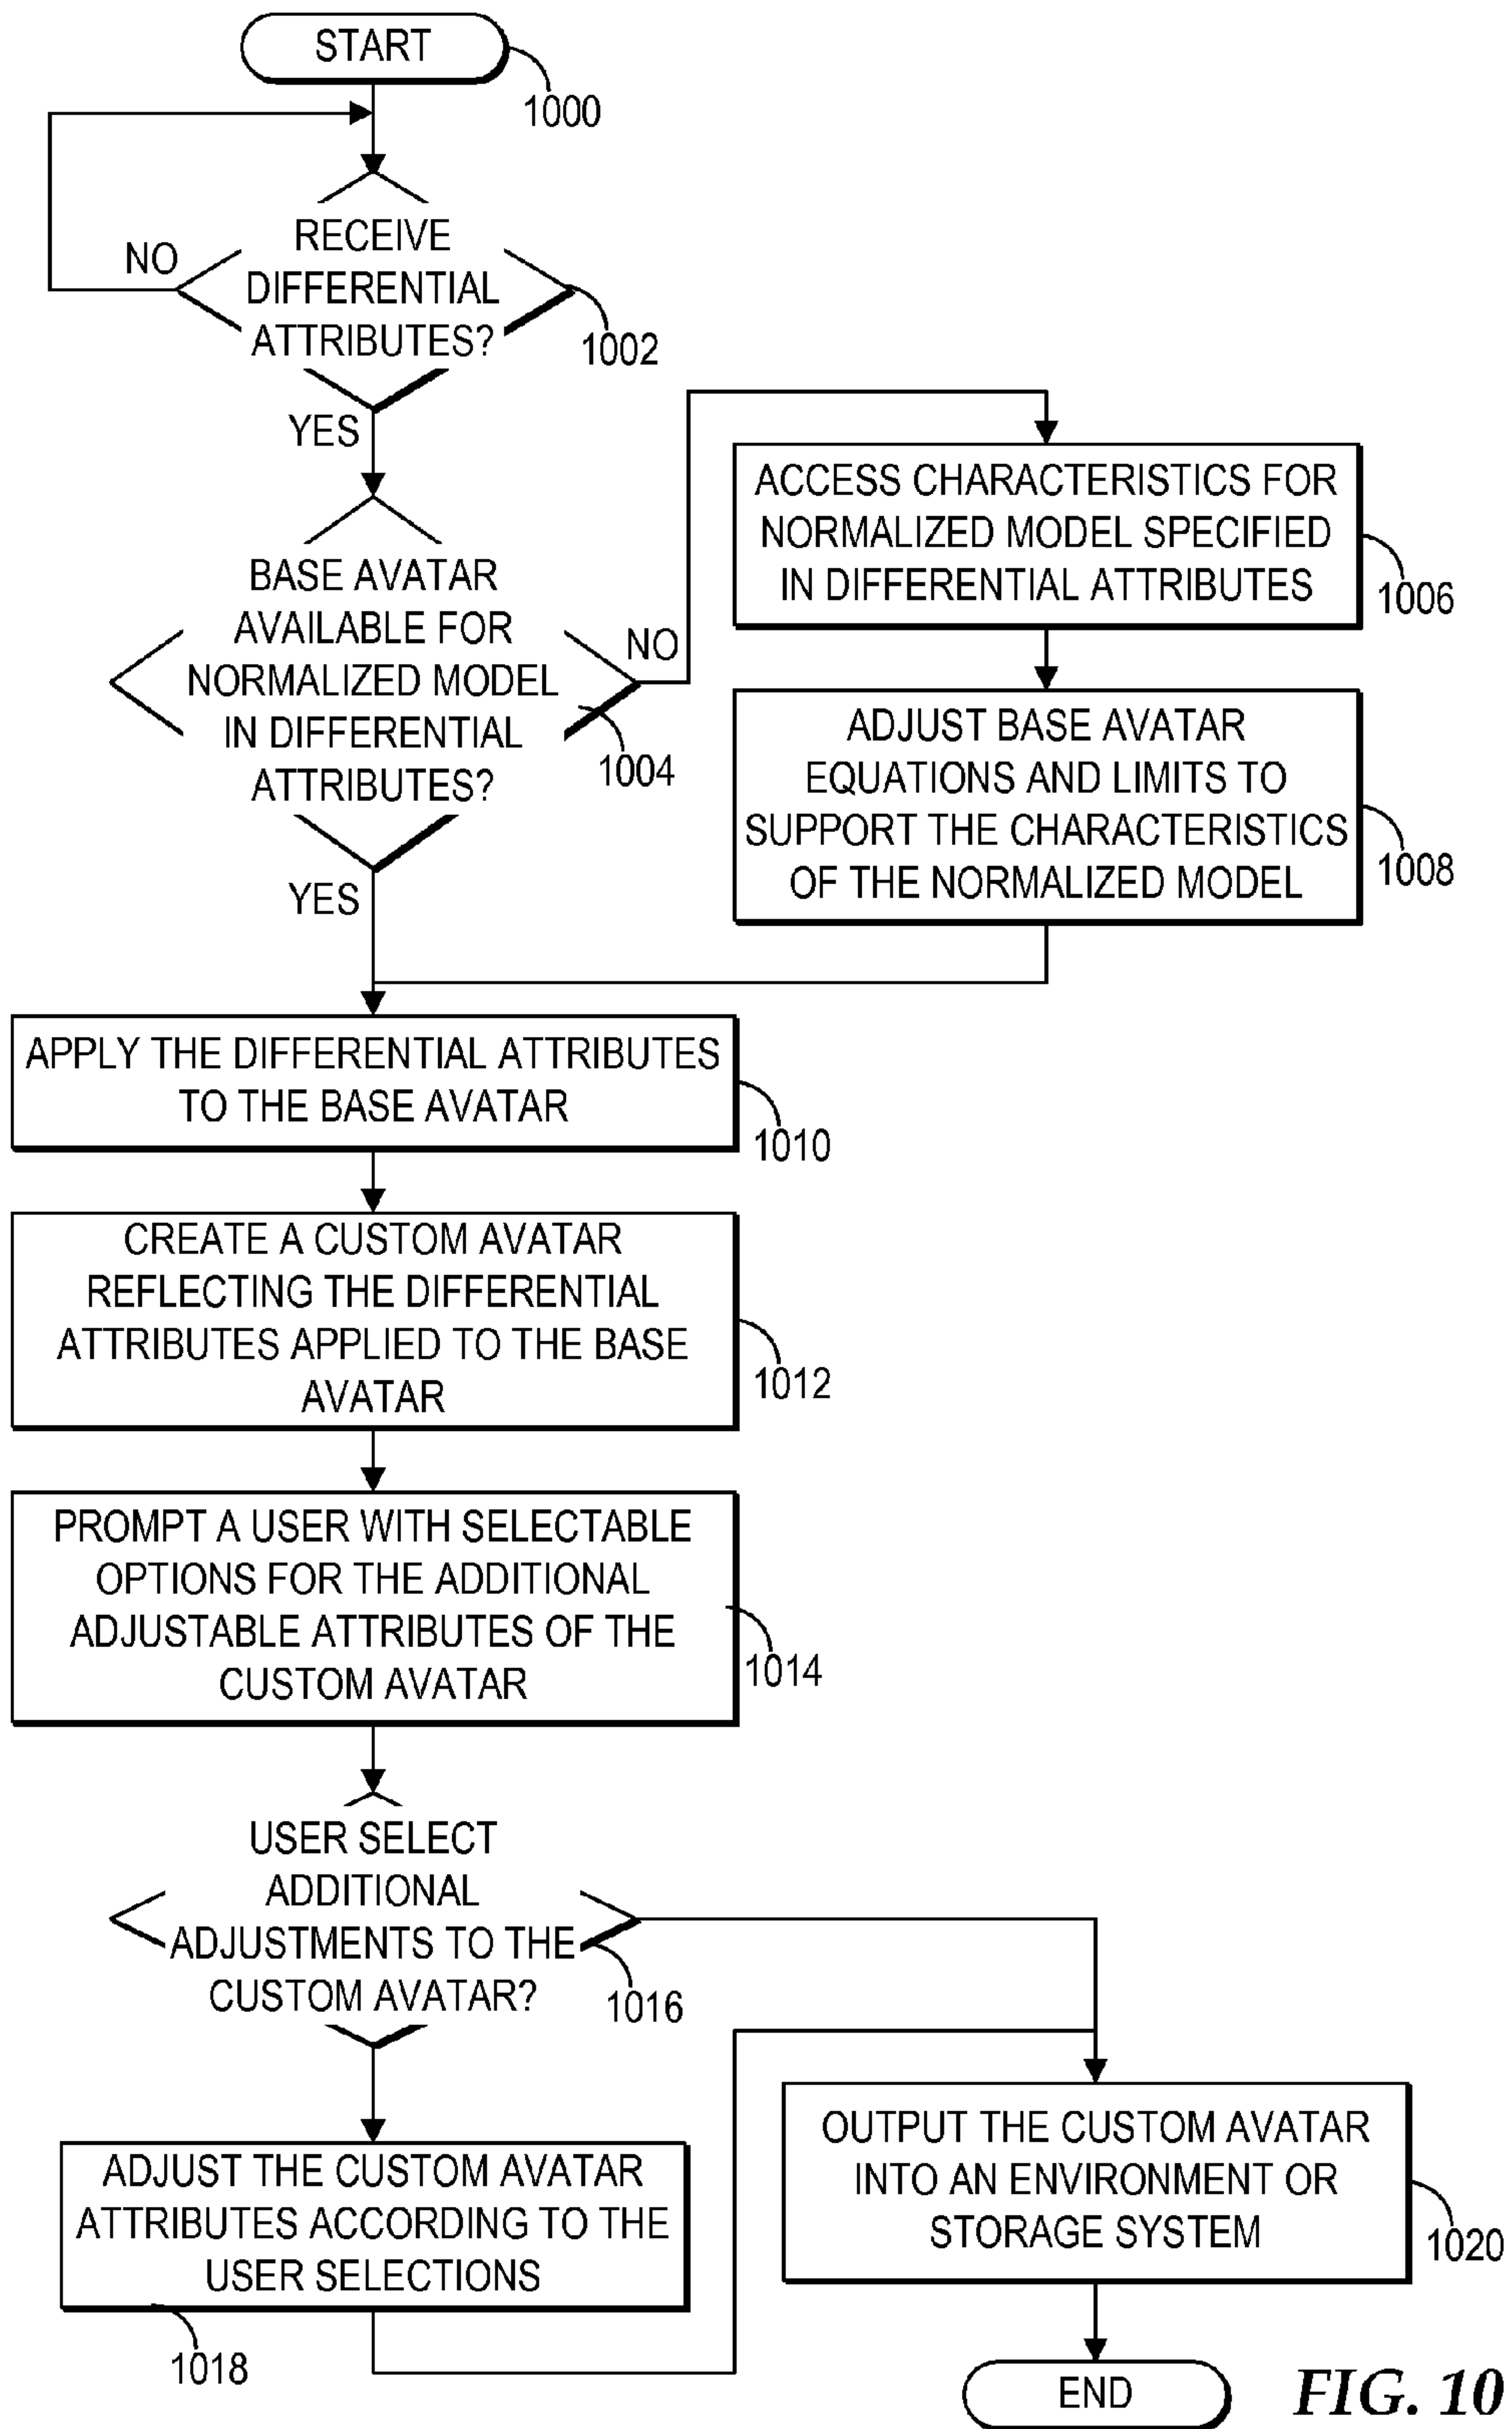 START
1000
RECEIVE
DIFFERENTIAL
ATTRIBUTES?
NO
1002
YES
BASE AVATAR
AVAILABLE FOR
NORMALIZED MODEL
IN DIFFERENTIAL
ATTRIBUTES?
NO
1004
YES
ACCESS CHARACTERISTICS FOR
NORMALIZED MODEL SPECIFIED
IN DIFFERENTIAL ATTRIBUTES
1006
ADJUST BASE AVATAR
EQUATIONS AND LIMITS TO
SUPPORT THE CHARACTERISTICS
OF THE NORMALIZED MODEL
1008
APPLY THE DIFFERENTIAL ATTRIBUTES
TO THE BASE AVATAR
1010
CREATE A CUSTOM AVATAR
REFLECTING THE DIFFERENTIAL
ATTRIBUTES APPLIED TO THE BASE
AVATAR
1012
PROMPT A USER WITH SELECTABLE
OPTIONS FOR THE ADDITIONAL
ADJUSTABLE ATTRIBUTES OF THE
CUSTOM AVATAR
1014
USER SELECT
ADDITIONAL
ADJUSTMENTS TO THE
CUSTOM AVATAR?
1016
ADJUST THE CUSTOM AVATAR
ATTRIBUTES ACCORDING TO THE
USER SELECTIONS
1018
OUTPUT THE CUSTOM AVATAR
INTO AN ENVIRONMENT OR
STORAGE SYSTEM
1020
END
FIG. 10